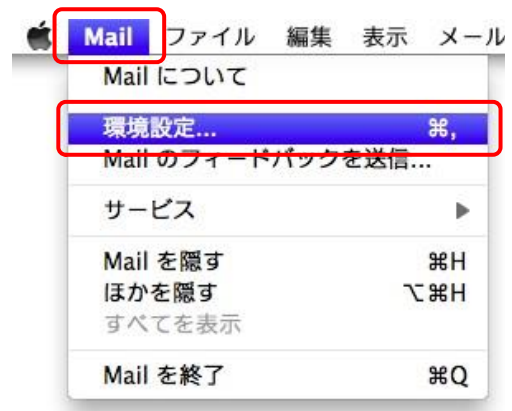 Mail ファイル 編集 表示 メール
Mail について
環境設定... ⌘,
Mail のフィードバックを送信...
サービス ▶
Mail を隠す ⌘H
ほかを隠す ⌥⌘H
すべてを表示
Mail を終了 ⌘Q